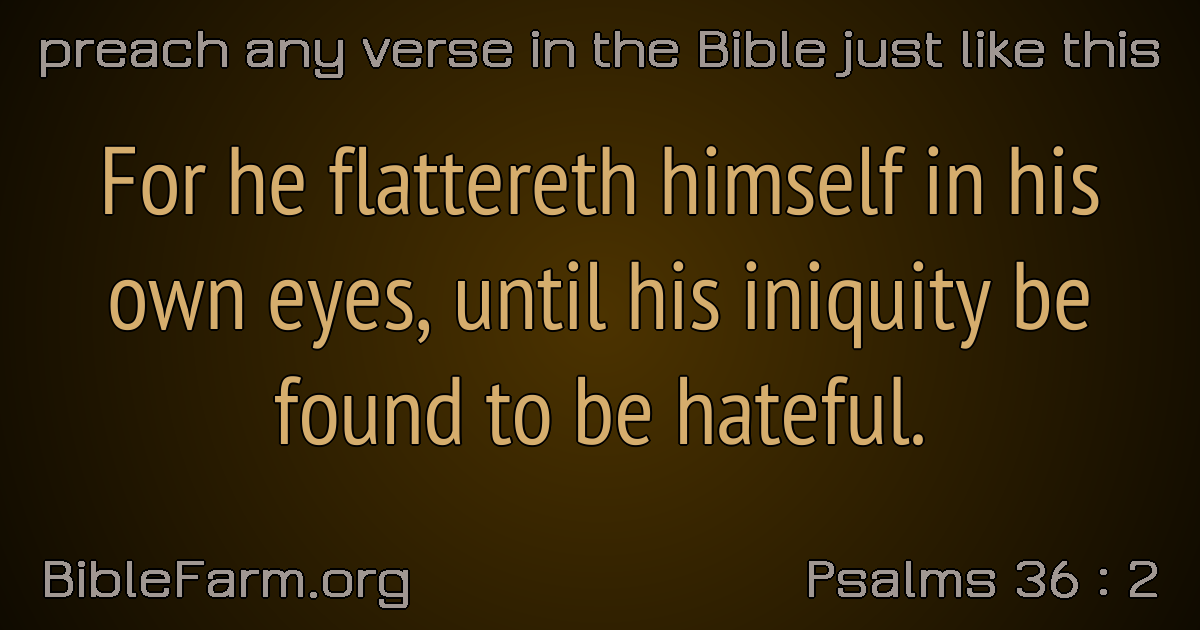 preach any verse in the Bible just like this
For he flattereth himself in his
own eyes, until his iniquity be
found to be hateful.
BibleFarm.org
Psalms 36 : 2